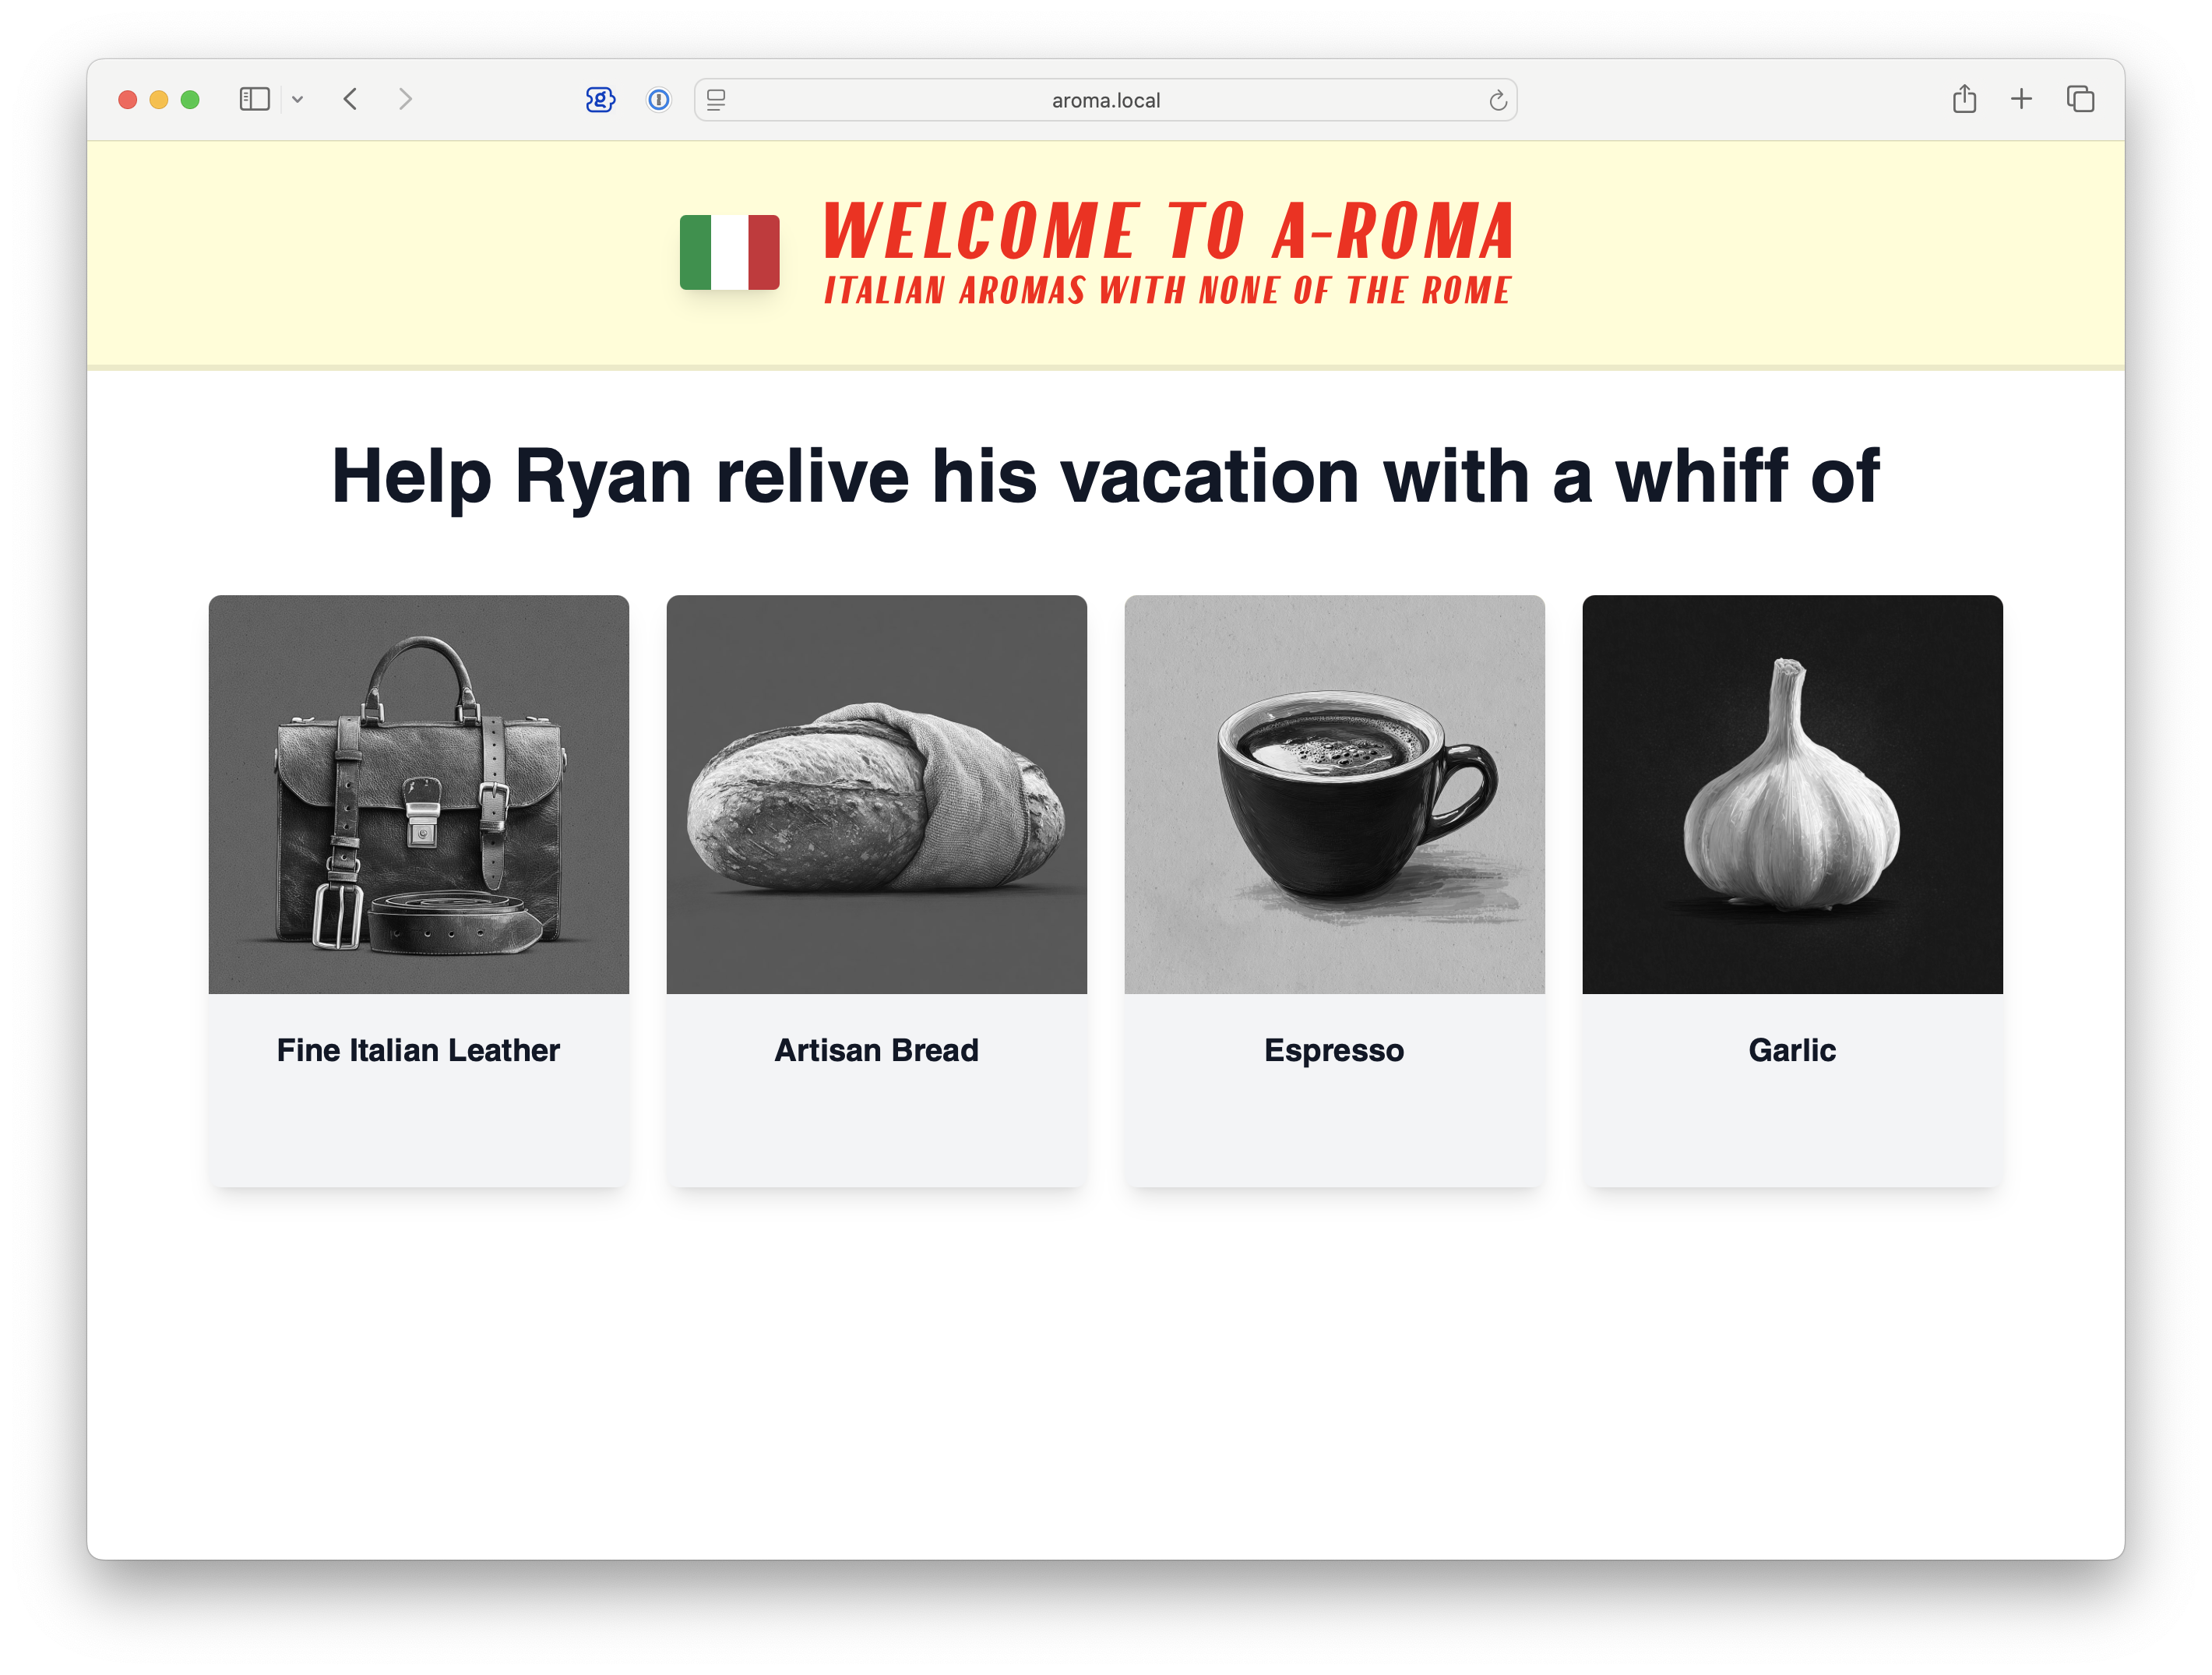 aroma.local
WELCOME TO A-ROMA
ITALIAN AROMAS WITH NONE OF THE ROME
Help Ryan relive his vacation with a whiff of
Fine Italian Leather
Artisan Bread
Espresso
Garlic